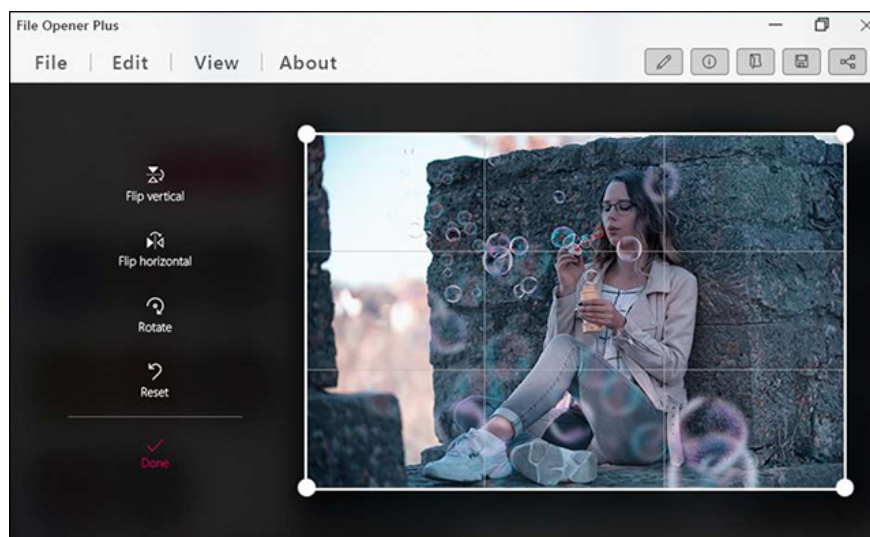 File Opener Plus
File | Edit | View | About
Flip vertical
Flip horizontal
Rotate
Reset
Done